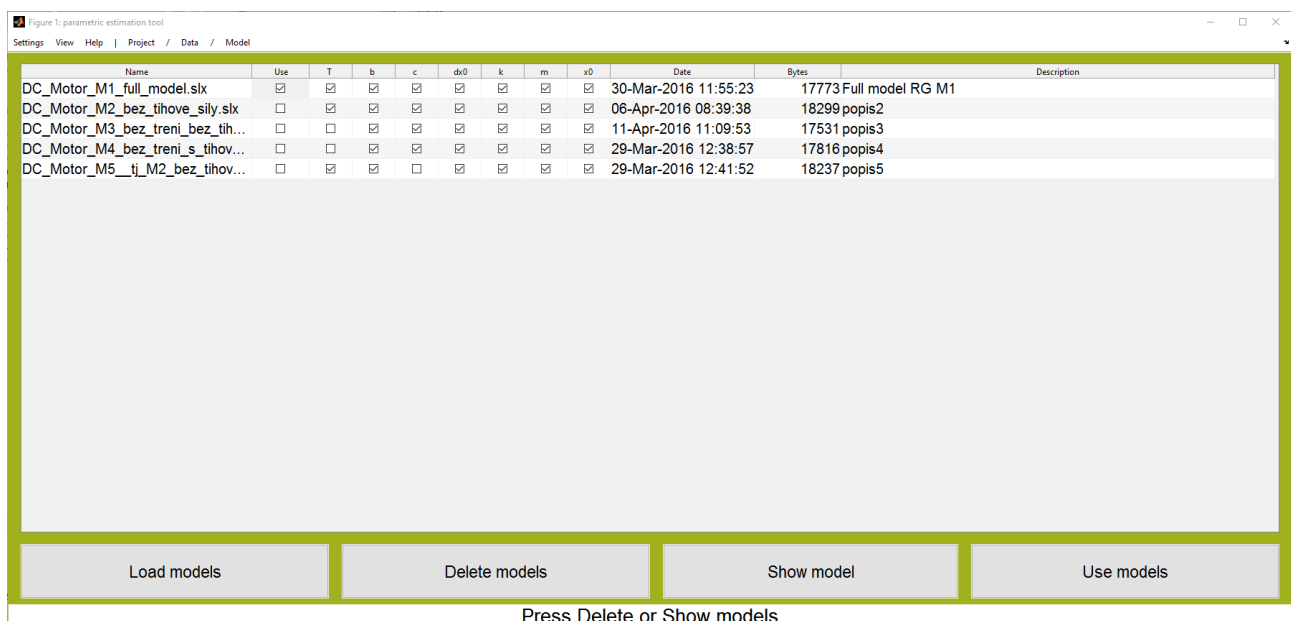 Figure 1: parametric estimation tool
Settings View Help | Project / Data / Model
Name Use T b c dx0 k m x0 Date Bytes Description
DC_Motor_M1_full_model.slx 30-Mar-2016 11:55:23 17773 Full model RG M1
DC_Motor_M2_bez_tihove_sily.slx 06-Apr-2016 08:39:38 18299 popis2
DC_Motor_M3_bez_treni_bez_tih... 11-Apr-2016 11:09:53 17531 popis3
DC_Motor_M4_bez_treni_s_tihov... 29-Mar-2016 12:38:57 17816 popis4
DC_Motor_M5__tj_M2_bez_tihov... 29-Mar-2016 12:41:52 18237 popis5
Load models Delete models Show model Use models
Press Delete or Show models